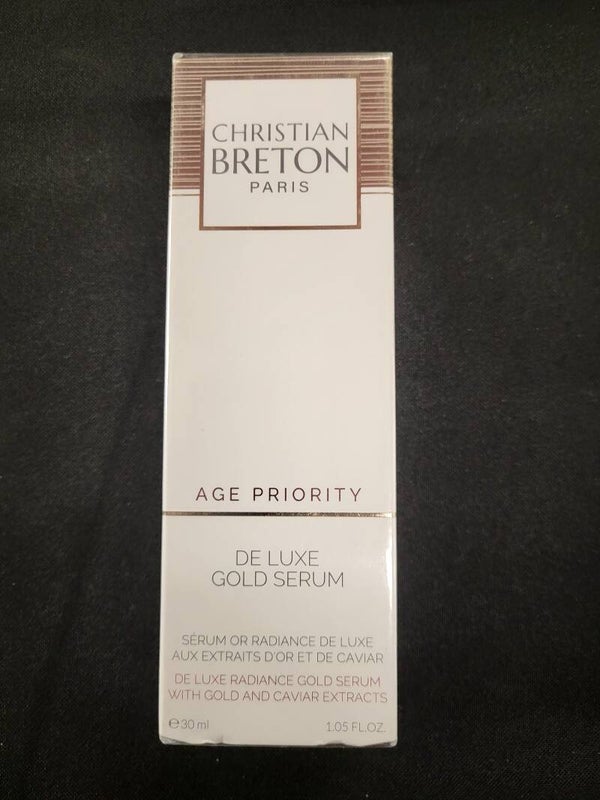 CHRISTIAN
BRETON
PARIS
AGE PRIORITY
DE LUXE
GOLD SERUM
SÉRUM OR RADIANCE DE LUXE
AUX EXTRAITS D'OR ET DE CAVIAR
DE LUXE RADIANCE GOLD SERUM
WITH GOLD AND CAVIAR EXTRACTS
℮30 ml 1.05 FL.OZ.